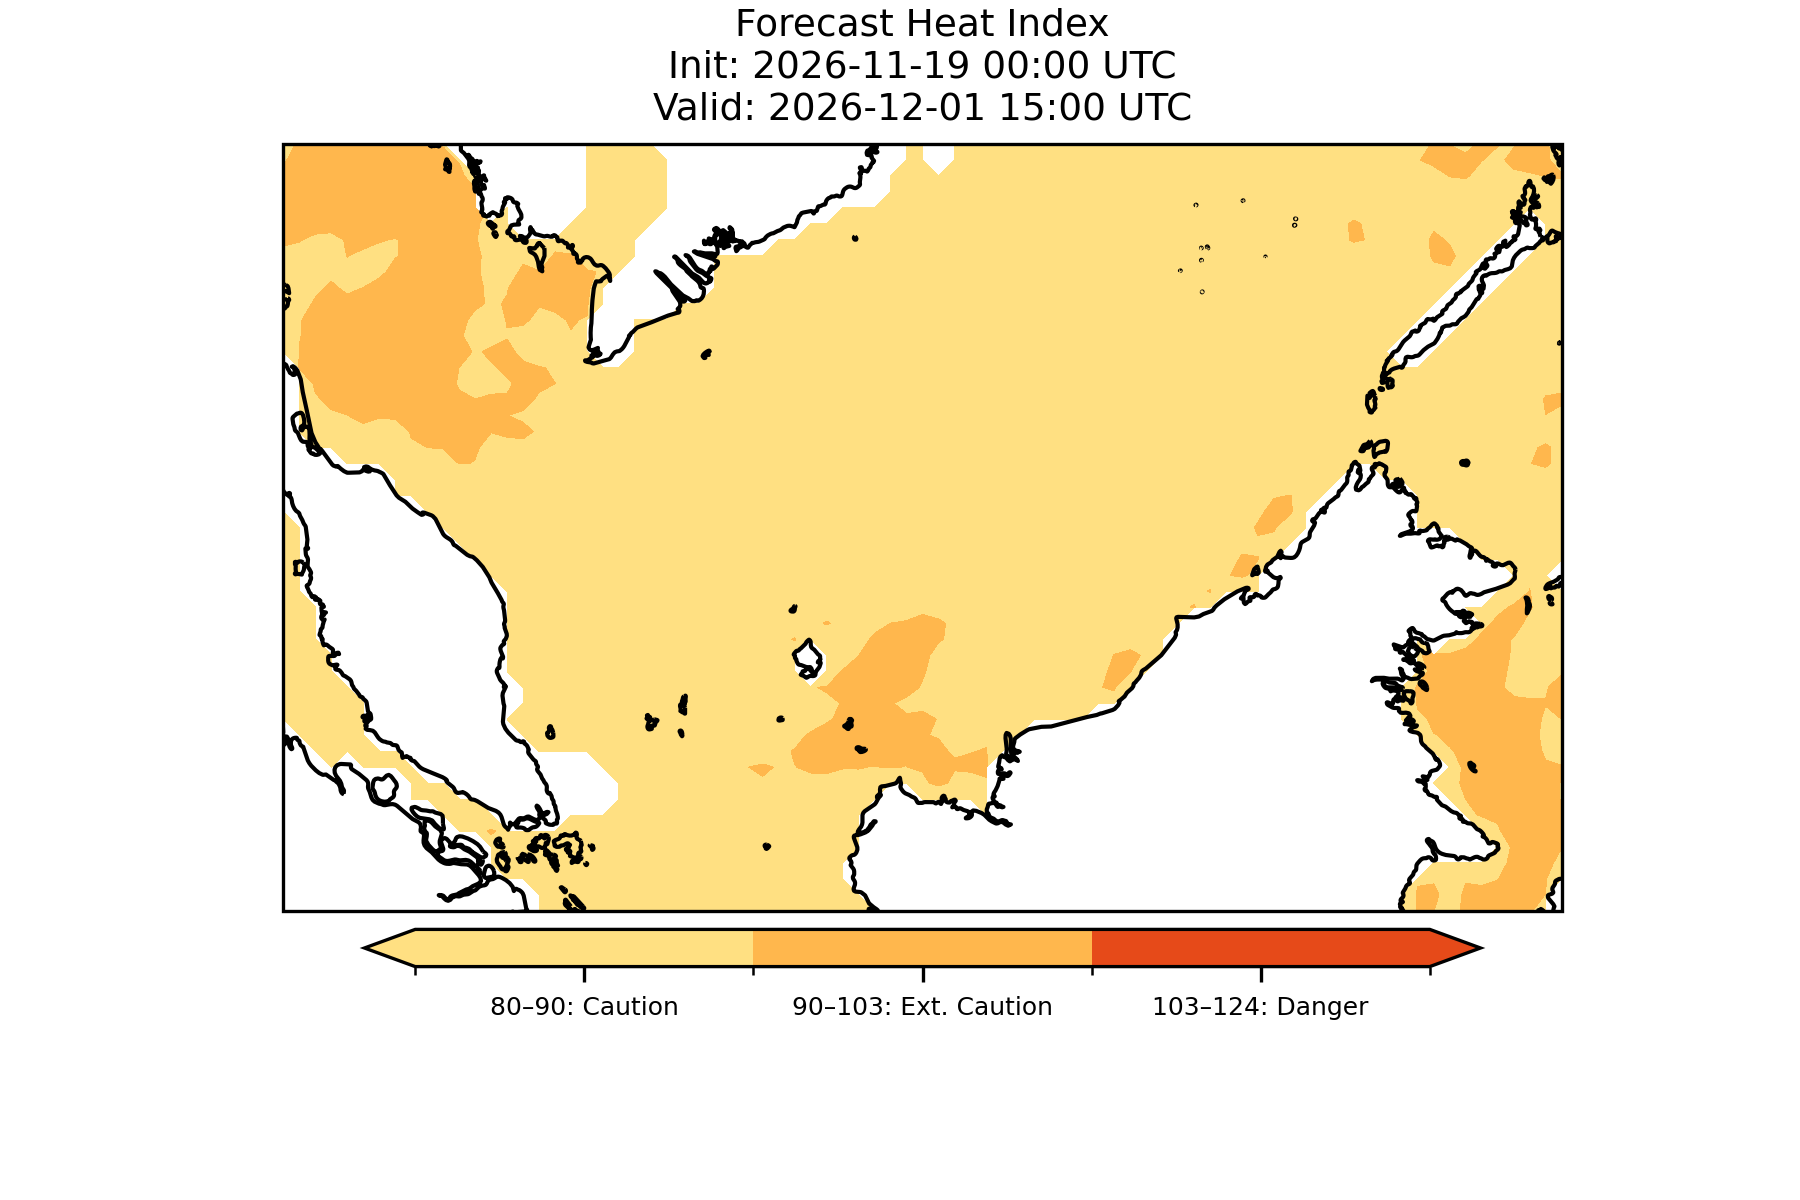 Forecast Heat Index
Init: 2026-11-19 00:00 UTC
Valid: 2026-12-01 15:00 UTC
80–90: Caution
90–103: Ext. Caution
103–124: Danger